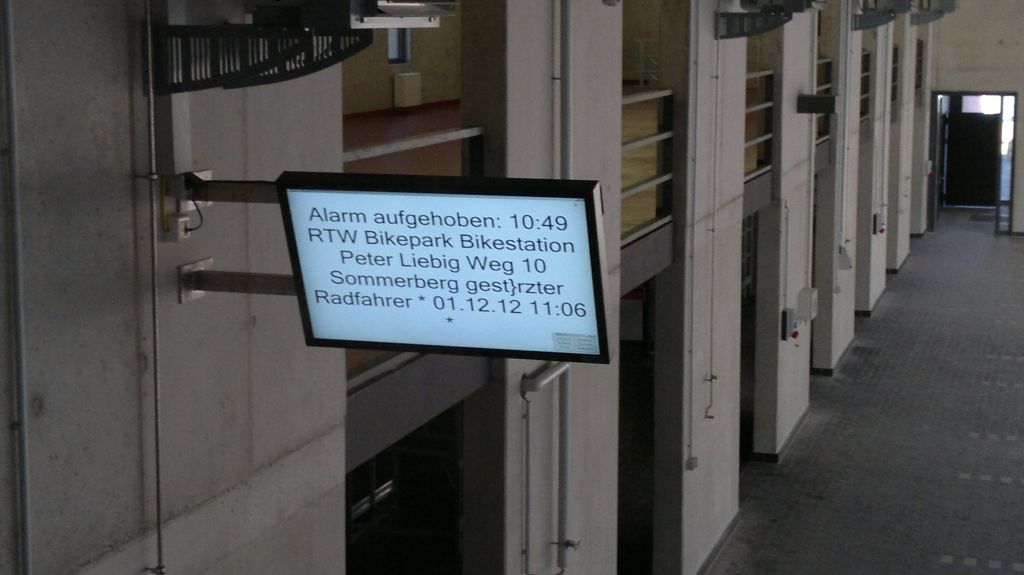 Alarm aufgehoben: 10:49
RTW Bikepark Bikestation
Peter Liebig Weg 10
Sommerberg gest}rzter
Radfahrer * 01.12.12 11:06
*